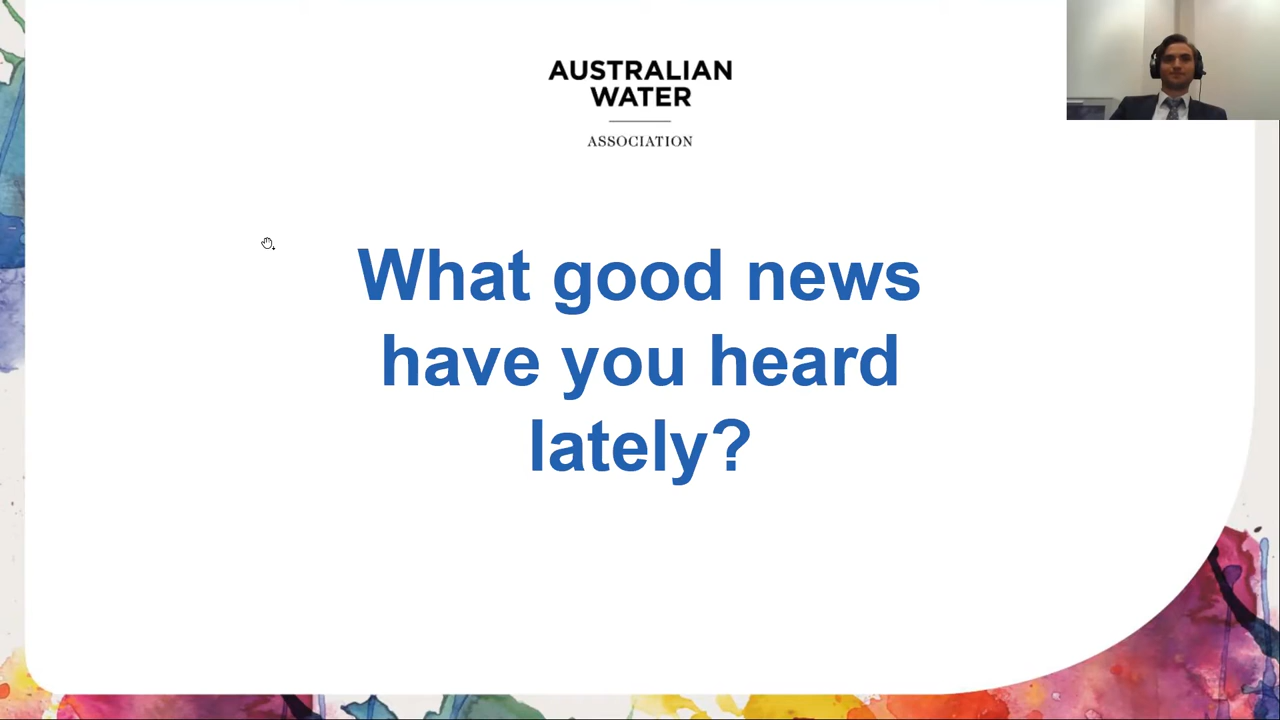 AUSTRALIAN
WATER
ASSOCIATION
What good news
have you heard
lately?